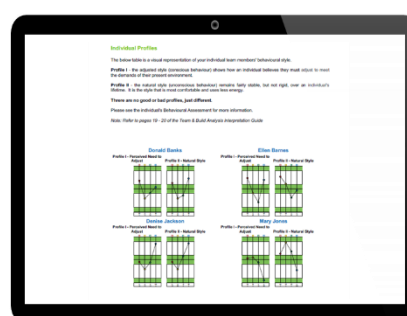 Individual Profiles
The below table is a visual representation of your individual team members' behavioural style.
Profile I - the adjusted style (conscious behaviour) shows how an individual believes they must adjust to meet
the demands of their present environment.
Profile II - the natural style (unconscious behaviour) remains fairly stable, but not rigid, over an individual's
lifetime. It is the style that is most comfortable and uses less energy.
There are no good or bad profiles, just different.
Please see the individual's Behavioural Assessment for more information.
Note: Refer to pages 18 - 23 of the Team & Build Analysis Interpretation Guide
Donald Banks
Profile I - Perceived Need to Adjust
Profile II - Natural Style
Ellen Barnes
Profile I - Perceived Need to Adjust
Profile II - Natural Style
Denise Jackson
Profile I - Perceived Need to Adjust
Profile II - Natural Style
Mary Jones
Profile I - Perceived Need to Adjust
Profile II - Natural Style